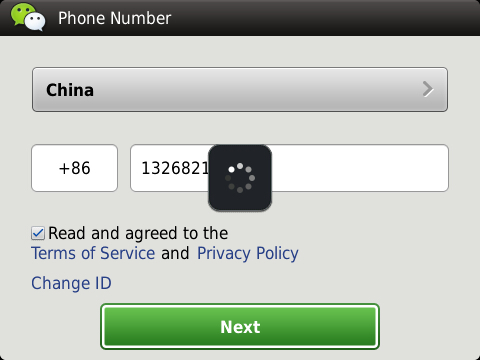 Phone Number
China
+86
1326821
Read and agreed to the
Terms of Service and Privacy Policy
Change ID
Next